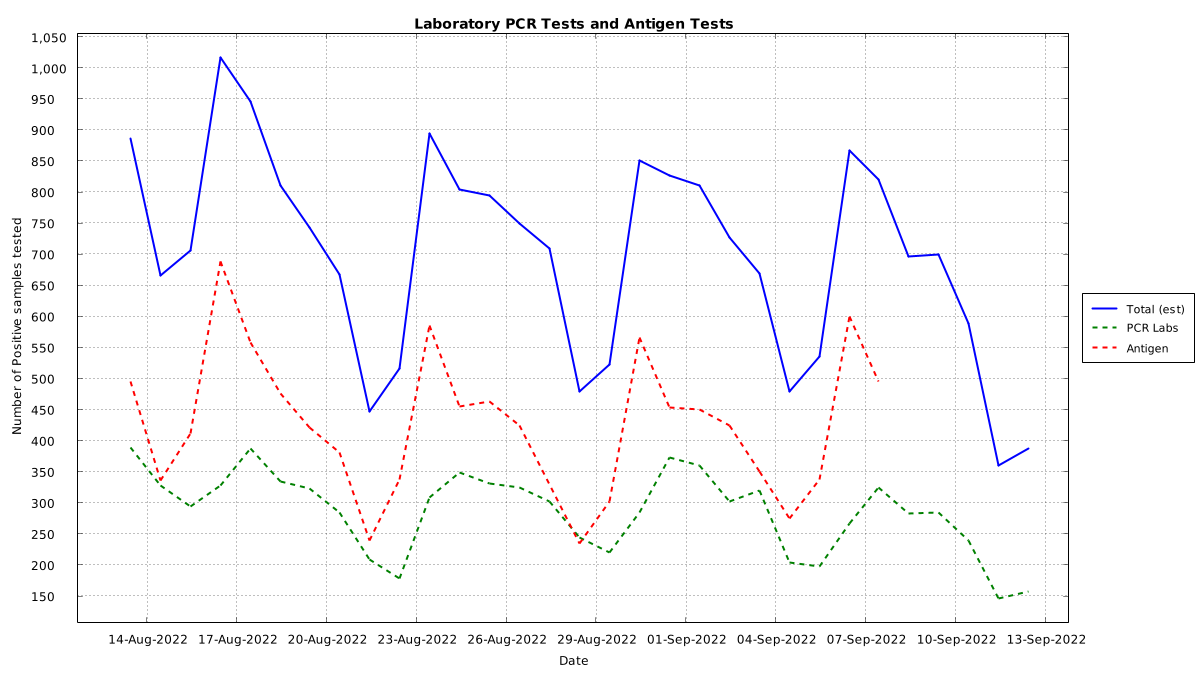 Laboratory PCR Tests and Antigen Tests
1,050
1,000
950
900
850
800
750
700
650
600
550
500
450
400
350
300
250
200
150
Number of Positive samples tested
14-Aug-2022 17-Aug-2022 20-Aug-2022 23-Aug-2022 26-Aug-2022 29-Aug-2022 01-Sep-2022 04-Sep-2022 07-Sep-2022 10-Sep-2022 13-Sep-2022
Date
Total (est)
PCR Labs
Antigen